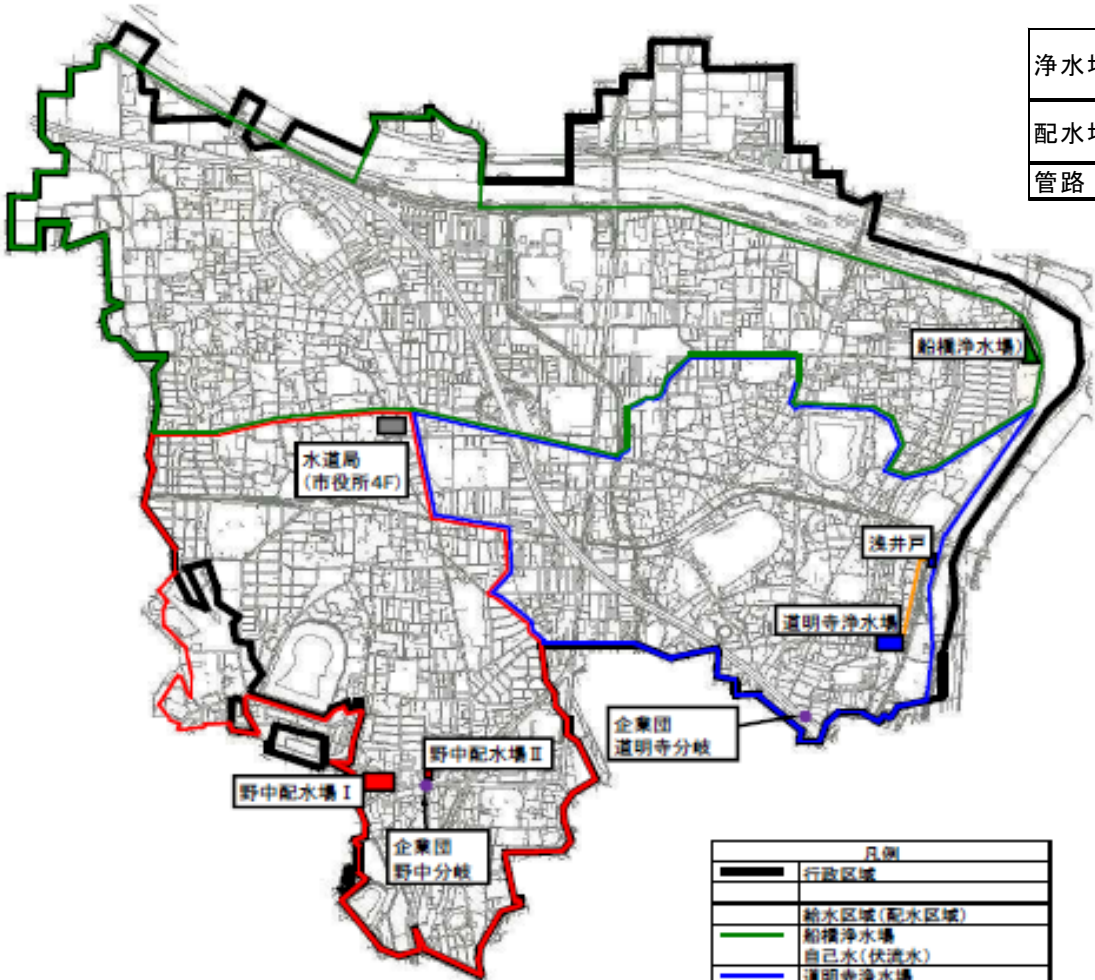 浄水場
配水場
管路
船橋浄水場)
水道局
(市役所4F)
浅井戸
道明寺浄水場
企業団
道明寺分岐
野中配水場Ⅱ
野中配水場Ⅰ
企業団
野中分岐
凡例
行政区域
給水区域(配水区域)
船橋浄水場
自己水(伏流水)
道明寺浄水場